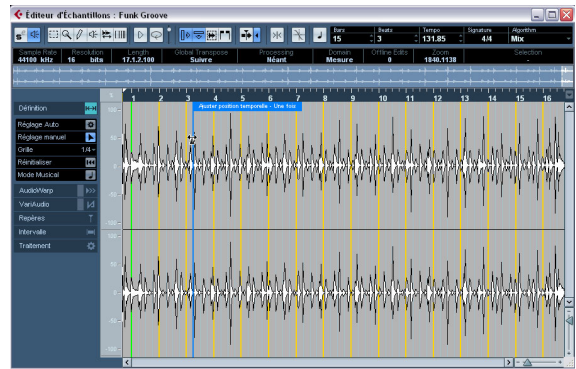 Éditeur d'Échantillons : Funk Groove
Bars Beats Tempo Signature Algorithm
15 3 131.85 4/4 Mix
Sample Rate Resolution Length Global Transpose Processing Domain Offline Edits Zoom Selection
44100 kHz 16 bits 17.1.2.100 Suivre Néant Mesure 0 1840.1138 -
1 2 3 4 5 6 7 8 9 10 11 12 13 14 15 16
Ajuster position temporelle - Une fois
Définition
Réglage Auto
Réglage manuel
Grille 1/4
Réinitialiser
Mode Musical
AudioWarp
VariAudio
Repères
Intervalle
Traitement